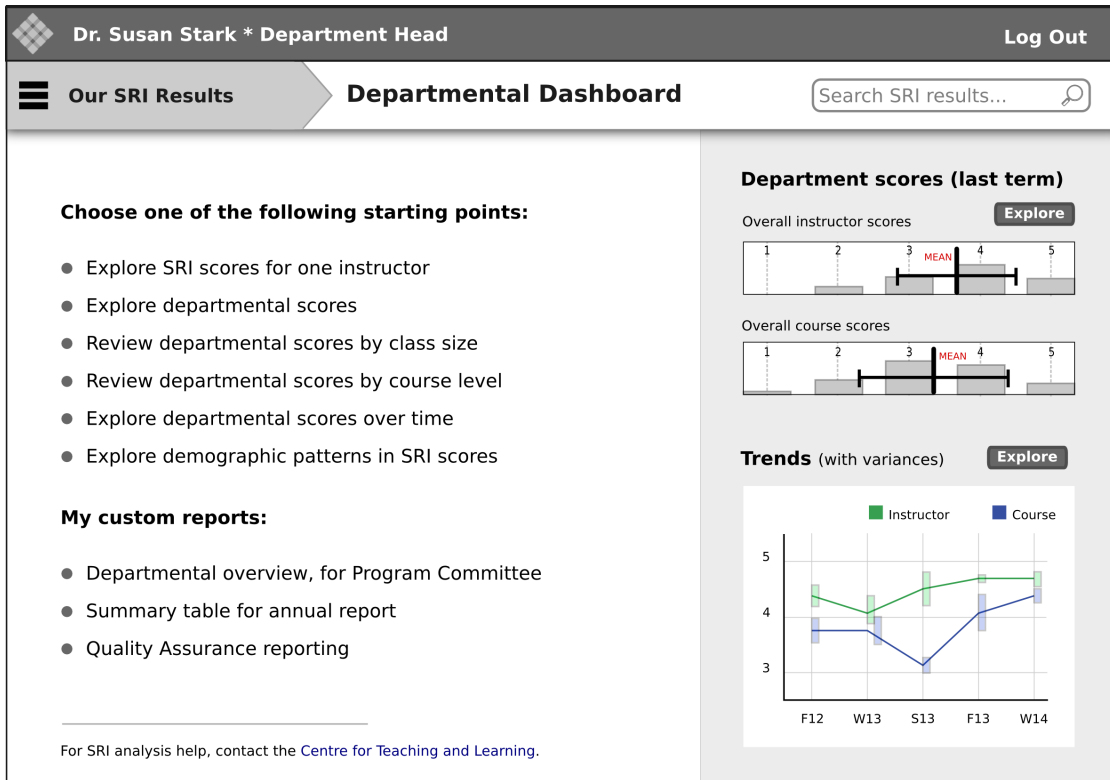 Dr. Susan Stark * Department Head
Log Out
Our SRI Results
Departmental Dashboard
Search SRI results...
Choose one of the following starting points:
Explore SRI scores for one instructor
Explore departmental scores
Review departmental scores by class size
Review departmental scores by course level
Explore departmental scores over time
Explore demographic patterns in SRI scores
My custom reports:
Departmental overview, for Program Committee
Summary table for annual report
Quality Assurance reporting
For SRI analysis help, contact the Centre for Teaching and Learning.
Department scores (last term)
Explore
Overall instructor scores
1 2 3 4 5
MEAN
Overall course scores
1 2 3 4 5
MEAN
Trends (with variances)
Explore
Instructor Course
5
4
3
F12 W13 S13 F13 W14